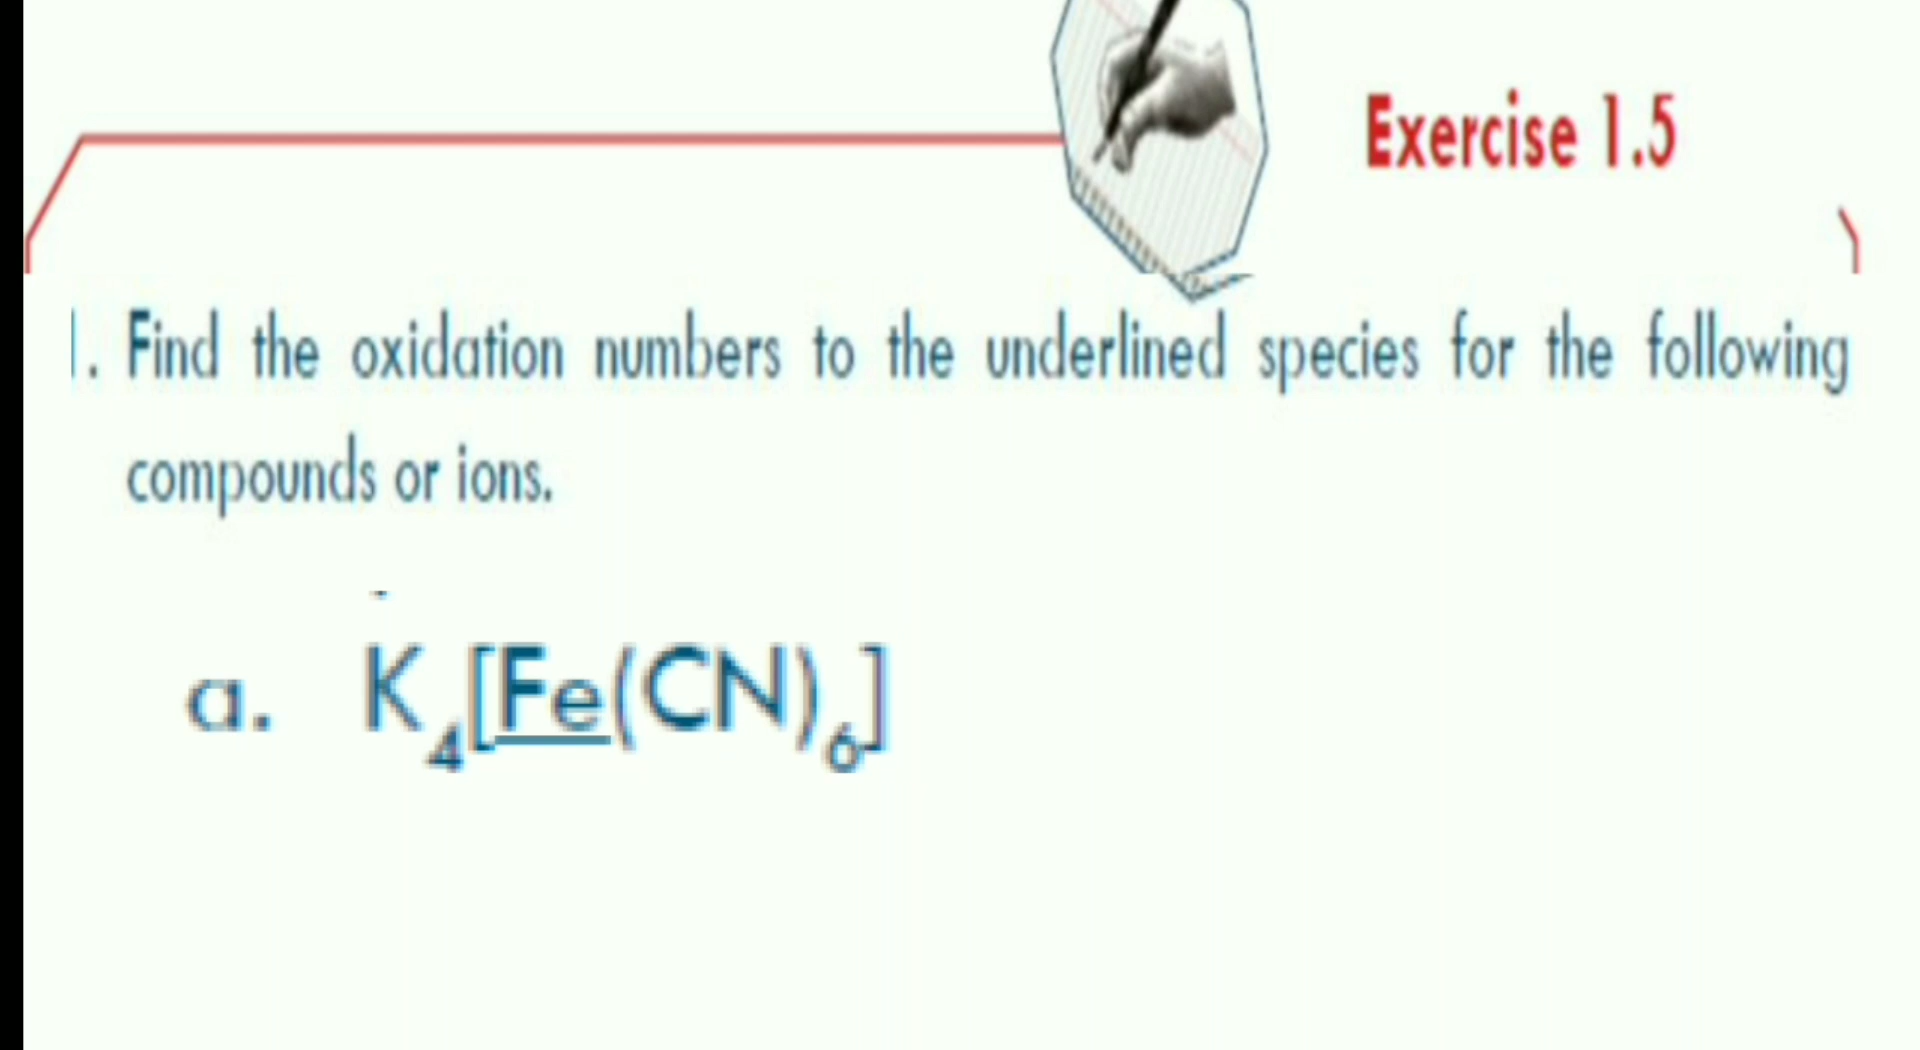 Exercise 1.5
1. Find the oxidation numbers to the underlined species for the following
compounds or ions.
a. K₄[Fe(CN)₆]